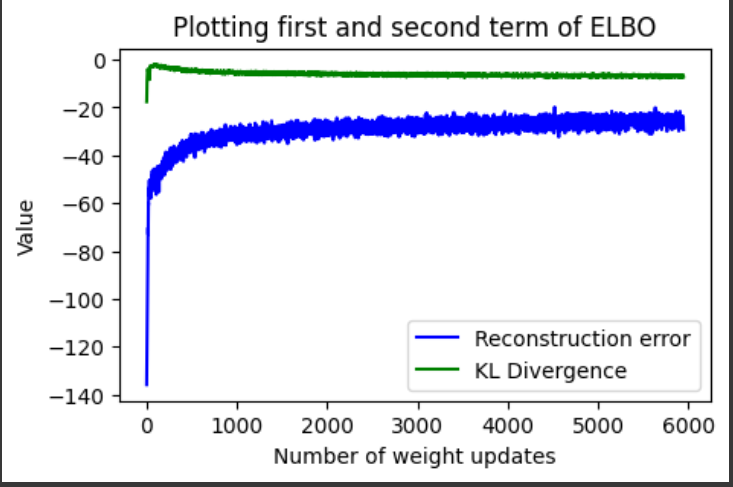 Plotting first and second term of ELBO
0
−20
−40
−60
−80
−100
−120
−140
Value
Reconstruction error
KL Divergence
0 1000 2000 3000 4000 5000 6000
Number of weight updates